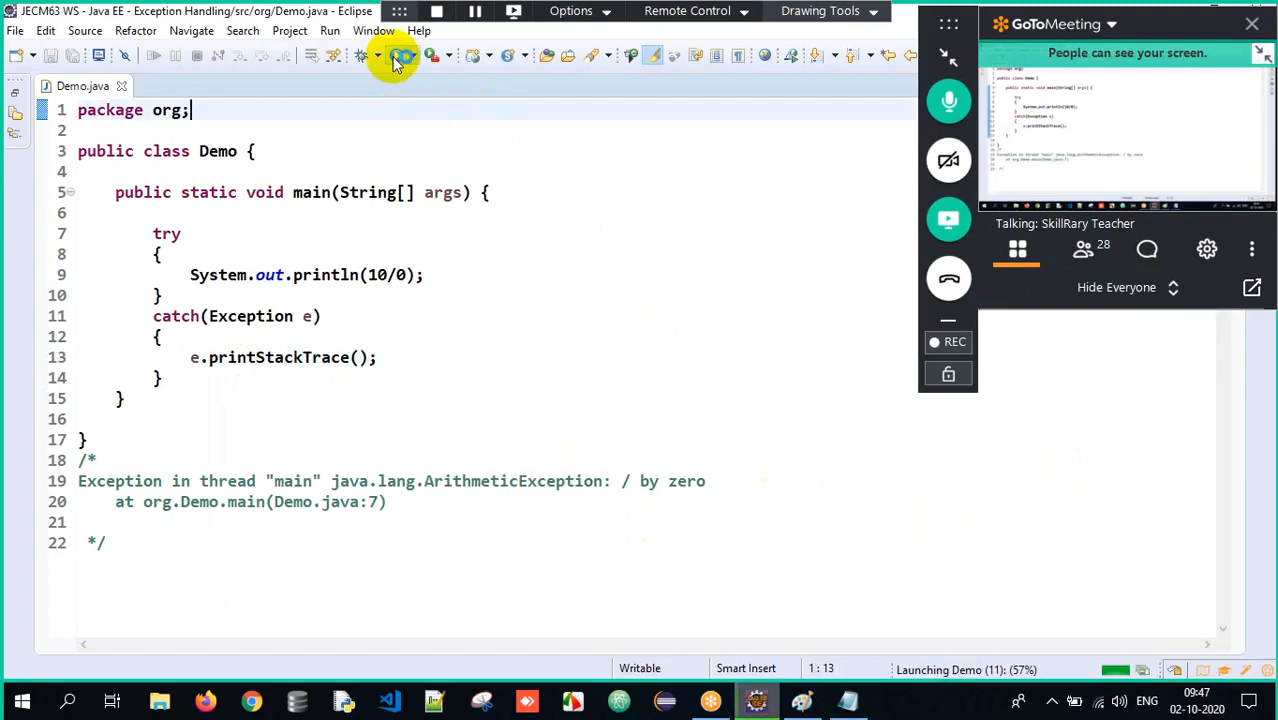 JECM63 WS - Java EE - Exception Handling/src/org/Demo.java - Eclipse
Options
Remote Control
Drawing Tools
File Edit Source Refactor Navigate Search Project Run Window Help
GoToMeeting
People can see your screen.
Demo.java
1 package org;
2
3 public class Demo {
4
5 public static void main(String[] args) {
6
7 try
8 {
9 System.out.println(10/0);
10 }
11 catch(Exception e)
12 {
13 e.printStackTrace();
14 }
15 }
16
17 }
18 /*
19 Exception in thread "main" java.lang.ArithmeticException: / by zero
20 at org.Demo.main(Demo.java:7)
21
22 */
Talking: SkillRary Teacher
28
Hide Everyone
REC
Writable
Smart Insert
1 : 13
Launching Demo (11): (57%)
ENG
09:47
02-10-2020